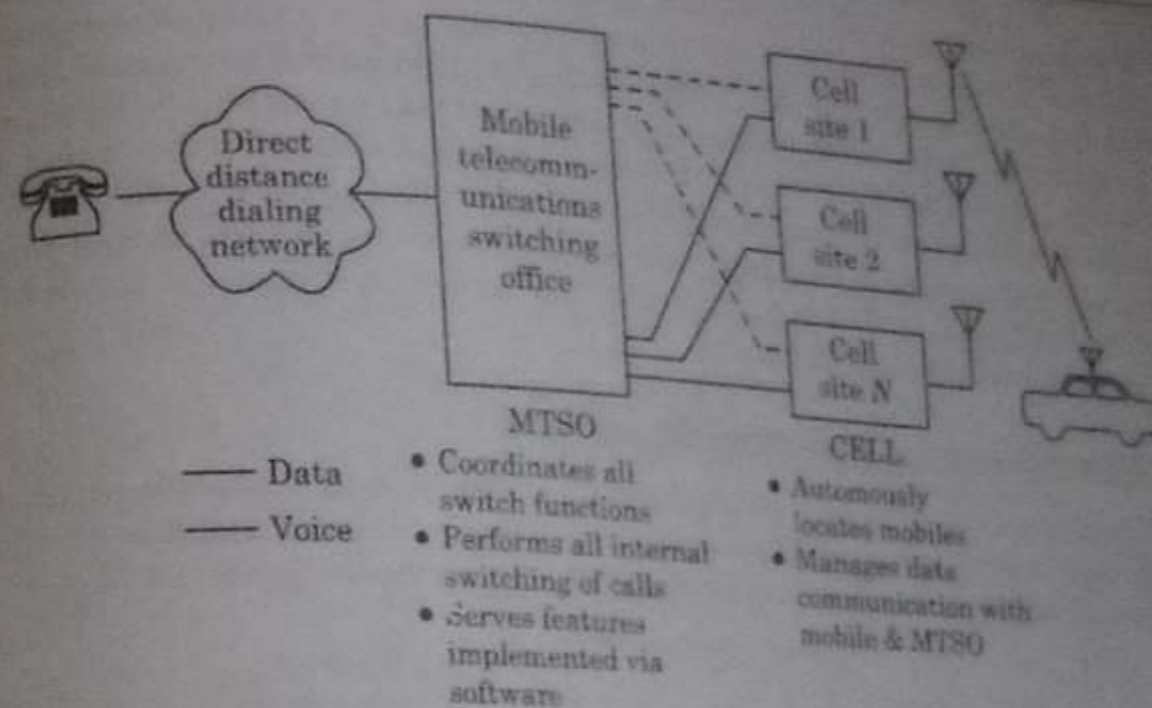 Direct
distance
dialing
network
Mobile
telecomm-
unications
switching
office
Cell
site 1
Cell
site 2
Cell
site N
MTSO
• Coordinates all
switch functions
• Performs all internal
switching of calls
• Serves features
implemented via
software
CELL
• Automously
locates mobiles
• Manages data
communication with
mobile & MTSO
Data
Voice